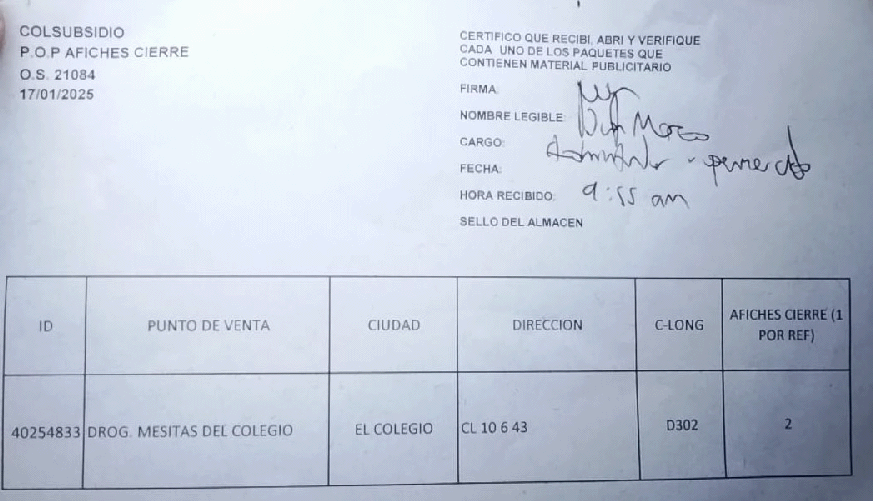 COLSUBSIDIO
P.O.P AFICHES CIERRE
O.S. 21084
17/01/2025
CERTIFICO QUE RECIBI, ABRI Y VERIFIQUE
CADA UNO DE LOS PAQUETES QUE
CONTIENEN MATERIAL PUBLICITARIO
FIRMA:
NOMBRE LEGIBLE:
CARGO:
FECHA:
HORA RECIBIDO: 9:55 am
SELLO DEL ALMACEN
ID PUNTO DE VENTA CIUDAD DIRECCION C-LONG AFICHES CIERRE (1
POR REF)
40254833 DROG. MESITAS DEL COLEGIO EL COLEGIO CL 10 6 43 D302 2